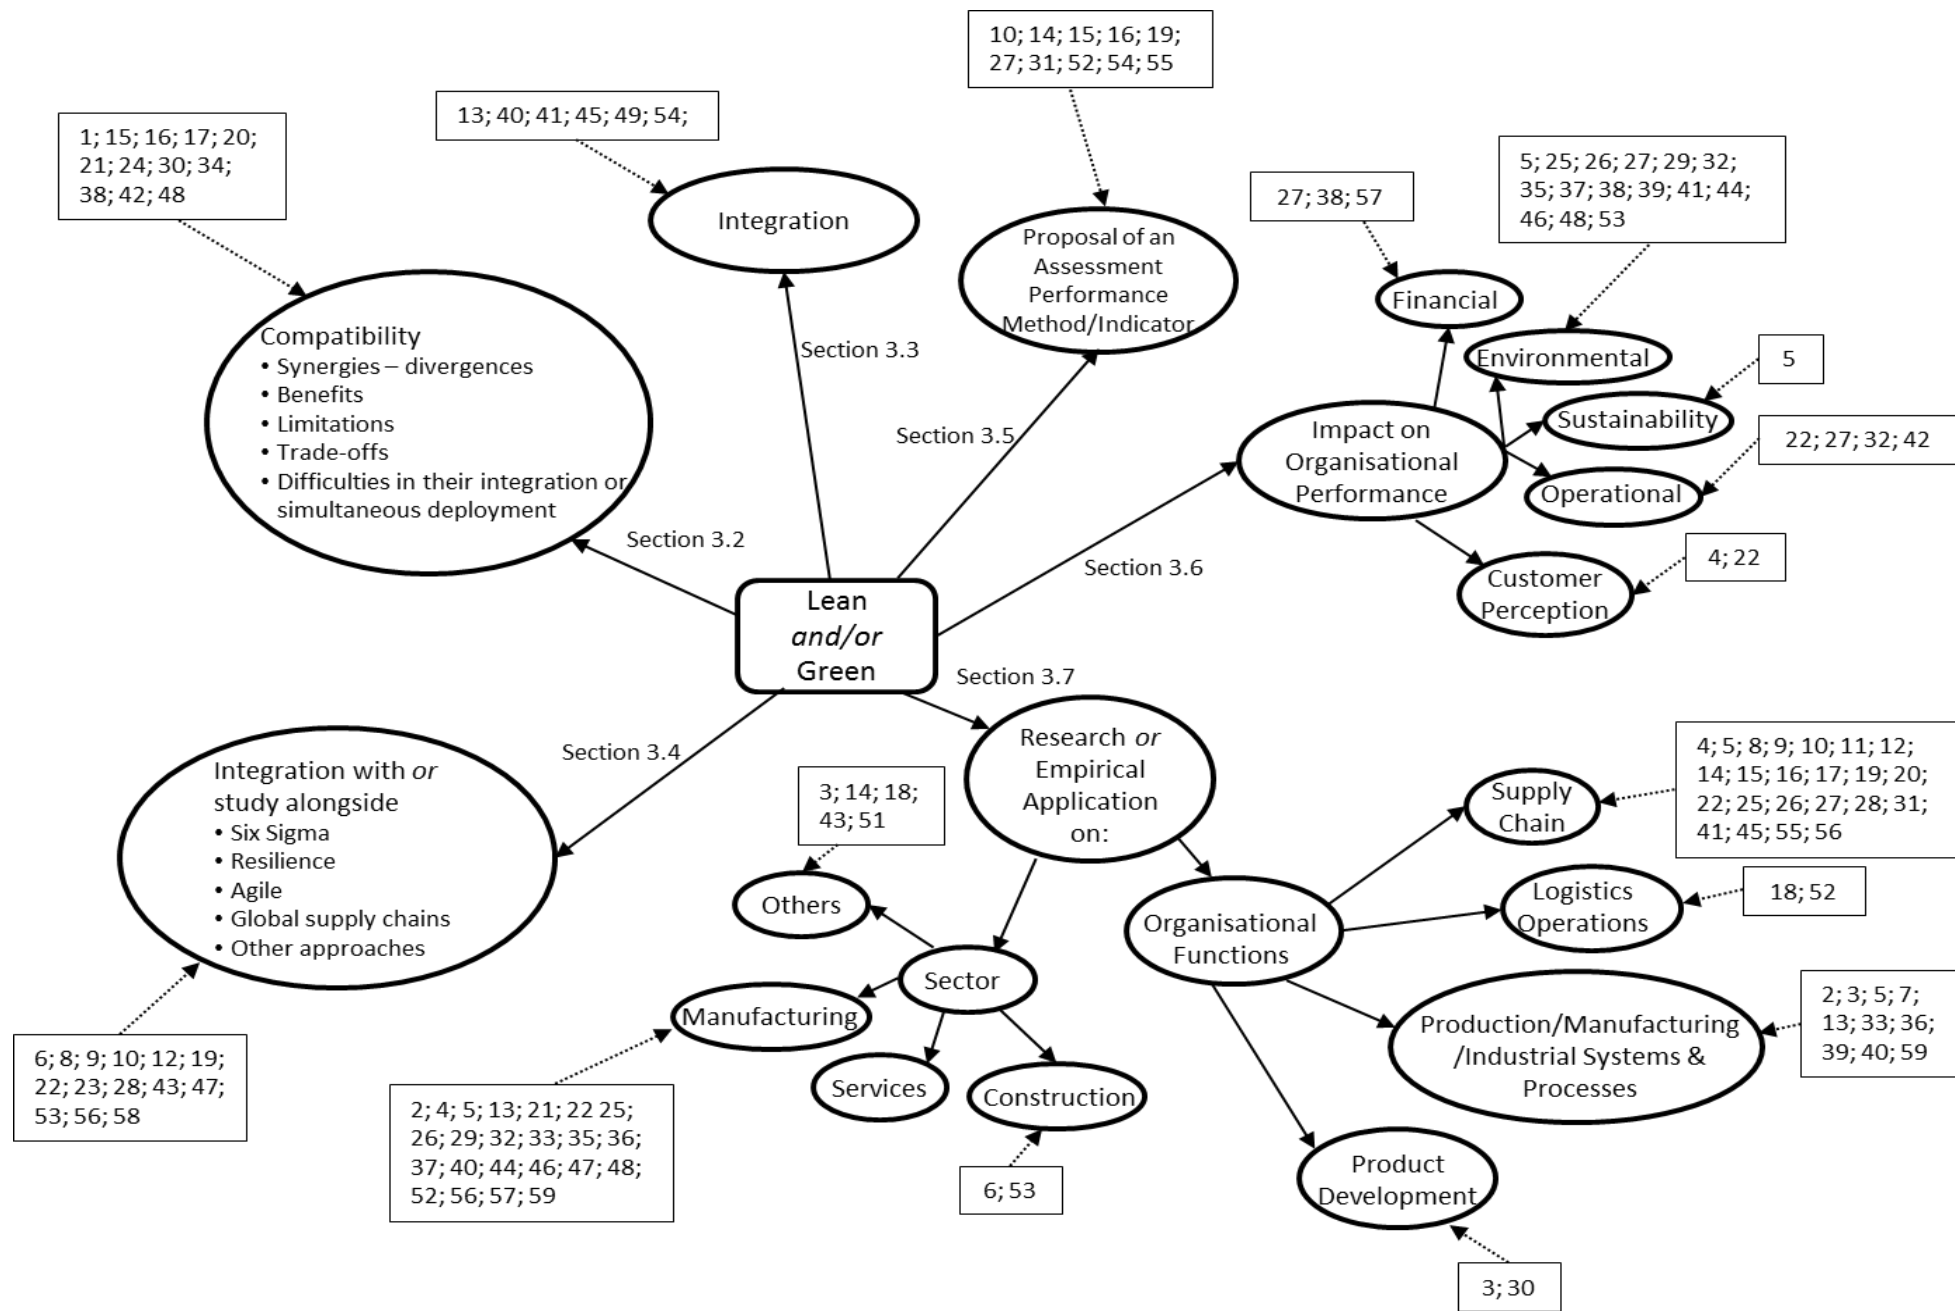 10; 14; 15; 16; 19;
27; 31; 52; 54; 55
13; 40; 41; 45; 49; 54;
1; 15; 16; 17; 20;
21; 24; 30; 34;
38; 42; 48
5; 25; 26; 27; 29; 32;
35; 37; 38; 39; 41; 44;
46; 48; 53
27; 38; 57
Integration
Proposal of an
Assessment
Performance
Method/Indicator
Financial
Environmental
5
Sustainability
22; 27; 32; 42
Operational
4; 22
Customer
Perception
Impact on
Organisational
Performance
Compatibility
• Synergies – divergences
• Benefits
• Limitations
• Trade-offs
• Difficulties in their integration or
simultaneous deployment
Section 3.3
Section 3.5
Section 3.2
Section 3.6
Lean
and/or
Green
Section 3.7
Section 3.4
Integration with or
study alongside
• Six Sigma
• Resilience
• Agile
• Global supply chains
• Other approaches
6; 8; 9; 10; 12; 19;
22; 23; 28; 43; 47;
53; 56; 58
Research or
Empirical
Application
on:
3; 14; 18;
43; 51
Others
Sector
Manufacturing
Services
Construction
2; 4; 5; 13; 21; 22 25;
26; 29; 32; 33; 35; 36;
37; 40; 44; 46; 47; 48;
52; 56; 57; 59
6; 53
Organisational
Functions
Supply
Chain
4; 5; 8; 9; 10; 11; 12;
14; 15; 16; 17; 19; 20;
22; 25; 26; 27; 28; 31;
41; 45; 55; 56
Logistics
Operations
18; 52
Production/Manufacturing
/Industrial Systems &
Processes
2; 3; 5; 7;
13; 33; 36;
39; 40; 59
Product
Development
3; 30